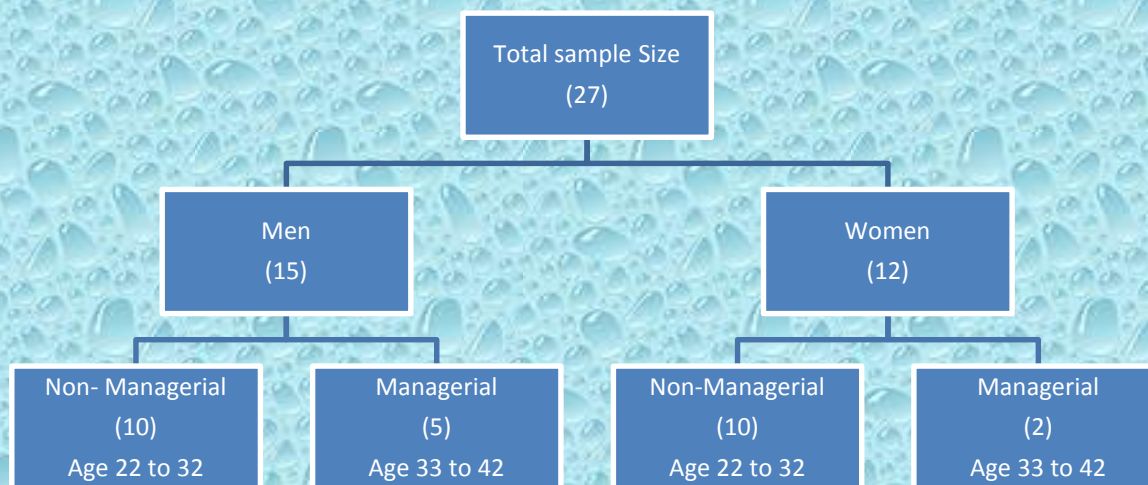 Total sample Size
(27)
Men
(15)
Women
(12)
Non- Managerial
(10)
Age 22 to 32
Managerial
(5)
Age 33 to 42
Non-Managerial
(10)
Age 22 to 32
Managerial
(2)
Age 33 to 42